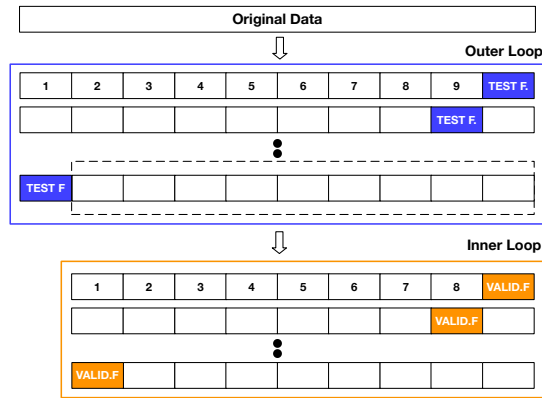 Original Data
Outer Loop
1 2 3 4 5 6 7 8 9 TEST F.
TEST F.
TEST F
Inner Loop
1 2 3 4 5 6 7 8 VALID.F
VALID.F
VALID.F